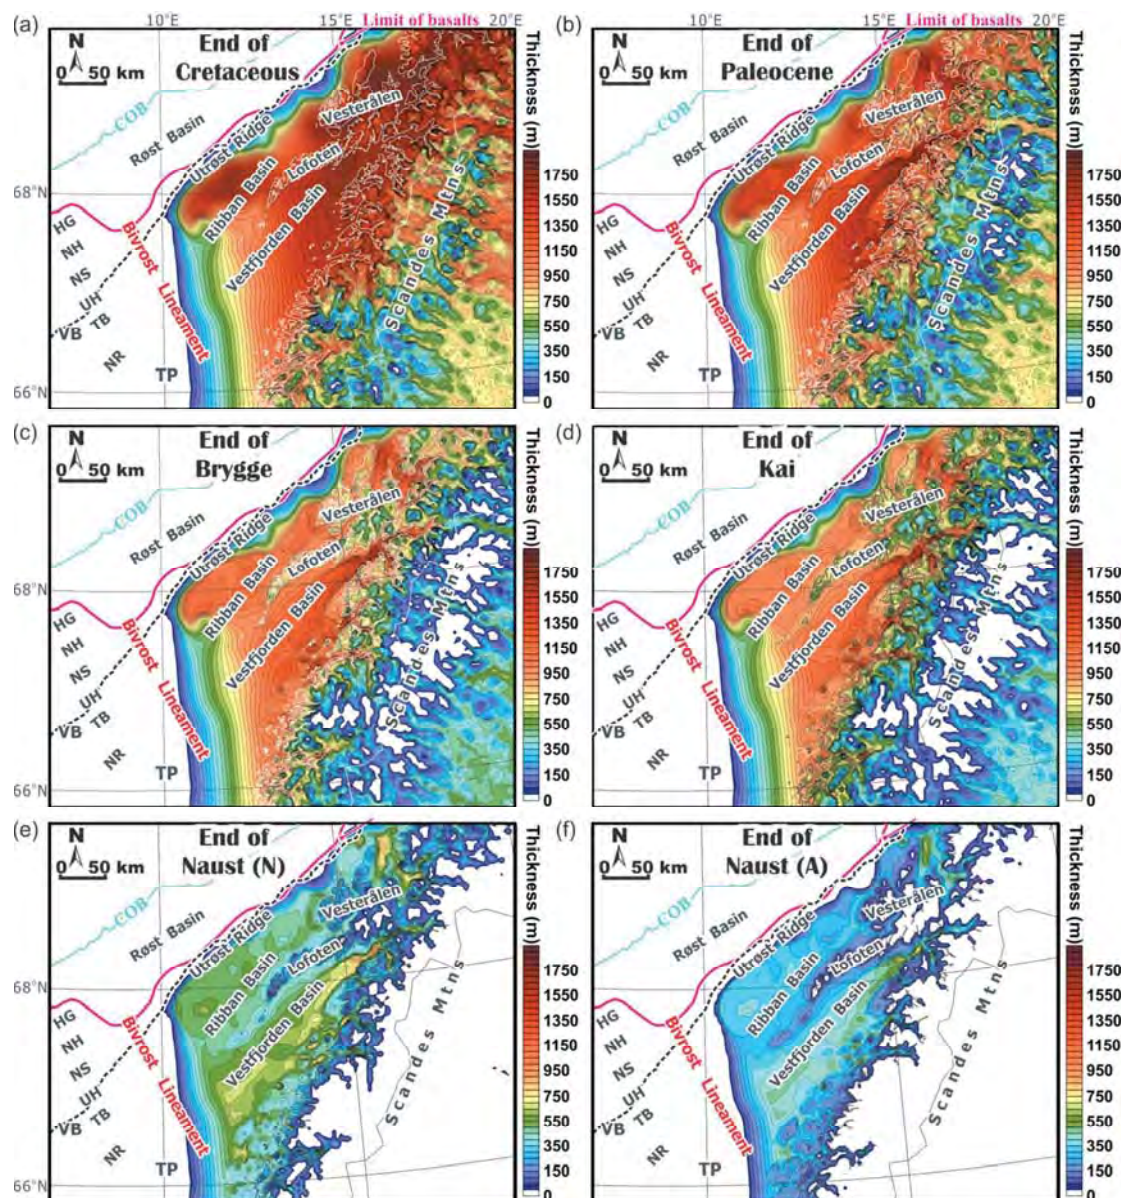 (a)
10°E
15°
Limit of basalts
20°E
N
0 50 km
End of
Cretaceous
COB
Røst Basin
Utrøst Ridge
Ribban Basin
Lofoten
Vesterålen
Vestfjorden Basin
Scandes Mtns
68°N
66°N
HG
NH
NS
UH
VB
TB
NR
TP
Bivrost Lineament
Thickness (m)
1750
1550
1350
1150
950
750
550
350
150
0
(b)
10°E
15°E
Limit of basalts
20°E
N
0 50 km
End of
Paleocene
COB
Røst Basin
Utrøst Ridge
Ribban Basin
Lofoten
Vesterålen
Vestfjorden Basin
Scandes Mtns
HG
NH
NS
UH
VB
TB
NR
TP
Bivrost Lineament
Thickness (m)
1750
1550
1350
1150
950
750
550
350
150
0
(c)
N
0 50 km
End of
Brygge
COB
Røst Basin
Utrøst Ridge
Ribban Basin
Lofoten
Vesterålen
Vestfjorden Basin
Scandes Mtns
68°N
66°N
HG
NH
NS
UH
VB
TB
NR
TP
Bivrost Lineament
Thickness (m)
1750
1550
1350
1150
950
750
550
350
150
0
(d)
N
0 50 km
End of
Kai
COB
Røst Basin
Utrøst Ridge
Ribban Basin
Lofoten
Vesterålen
Vestfjorden Basin
Scandes Mtns
HG
NH
NS
UH
VB
TB
NR
TP
Bivrost Lineament
Thickness (m)
1750
1550
1350
1150
950
750
550
350
150
0
(e)
N
0 50 km
End of
Naust (N)
COB
Røst Basin
Utrøst Ridge
Ribban Basin
Lofoten
Vesterålen
Vestfjorden Basin
Scandes Mtns
68°N
66°N
HG
NH
NS
UH
VB
TB
NR
TP
Bivrost Lineament
Thickness (m)
1750
1550
1350
1150
950
750
550
350
150
0
(f)
N
0 50 km
End of
Naust (A)
COB
Røst Basin
Utrøst Ridge
Ribban Basin
Lofoten
Vesterålen
Vestfjorden Basin
Scandes Mtns
HG
NH
NS
UH
VB
TB
NR
TP
Bivrost Lineament
Thickness (m)
1750
1550
1350
1150
950
750
550
350
150
0